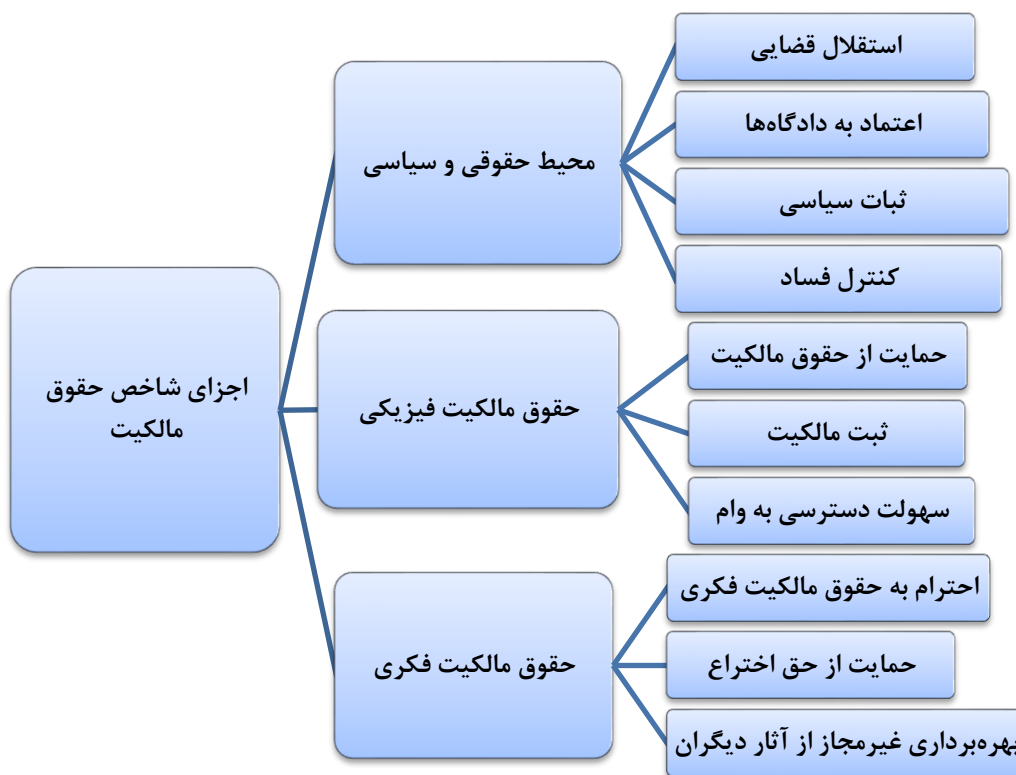 اجزای شاخص حقوق
مالکیت
محیط حقوقی و سیاسی
استقلال قضایی
اعتماد به دادگاه‌ها
ثبات سیاسی
کنترل فساد
حقوق مالکیت فیزیکی
حمایت از حقوق مالکیت
ثبت مالکیت
سهولت دسترسی به وام
حقوق مالکیت فکری
احترام به حقوق مالکیت فکری
حمایت از حق اختراع
بهره‌برداری غیرمجاز از آثار دیگران